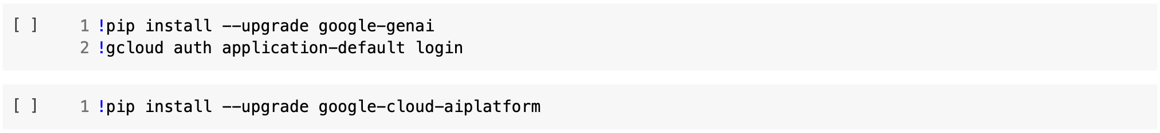 [ ] 1 !pip install --upgrade google-genai
2 !gcloud auth application-default login
[ ] 1 !pip install --upgrade google-cloud-aiplatform